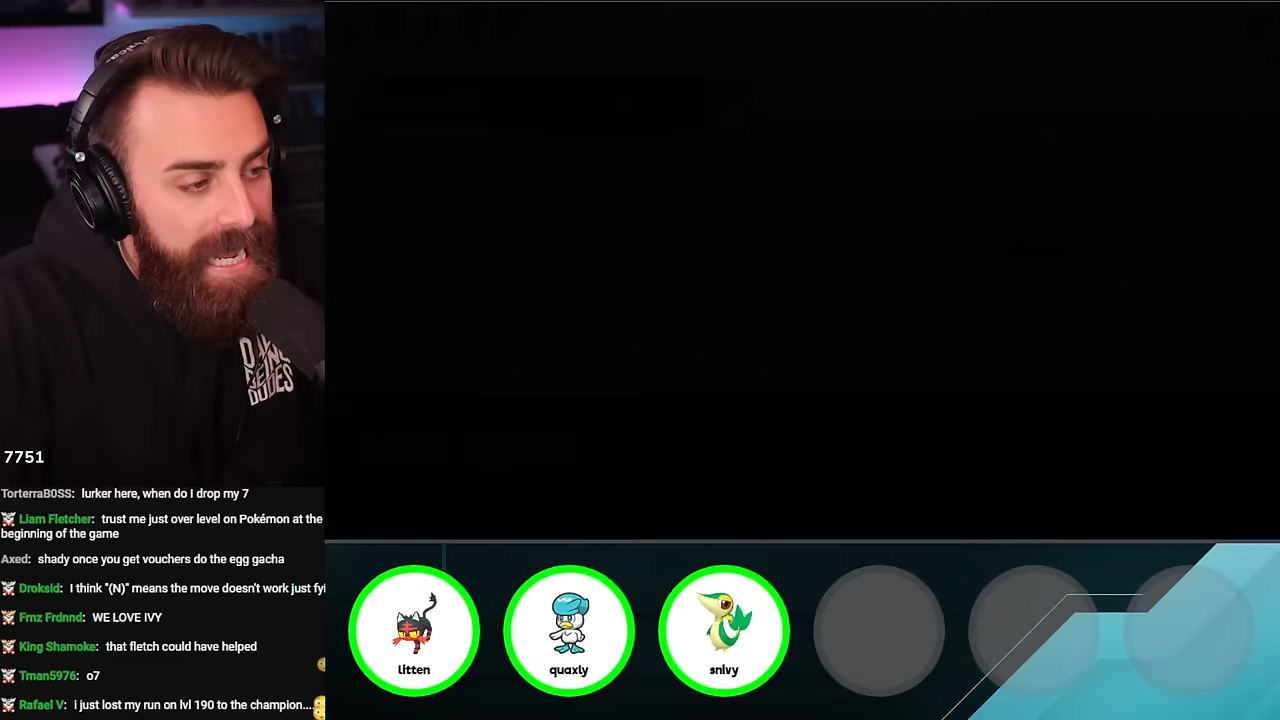 7751
TorterraB0SS: lurker here, when do I drop my 7
Liam Fletcher: trust me just over level on Pokémon at the
beginning of the game
Axed: shady once you get vouchers do the egg gacha
Droksid: I think "(N)" means the move doesn't work just fyi
Frnz Frdnnd: WE LOVE IVY
King Shamoke: that fletch could have helped
Tman5976: o7
Rafael V: i just lost my run on lvl 190 to the champion....
litten
quaxly
snivy